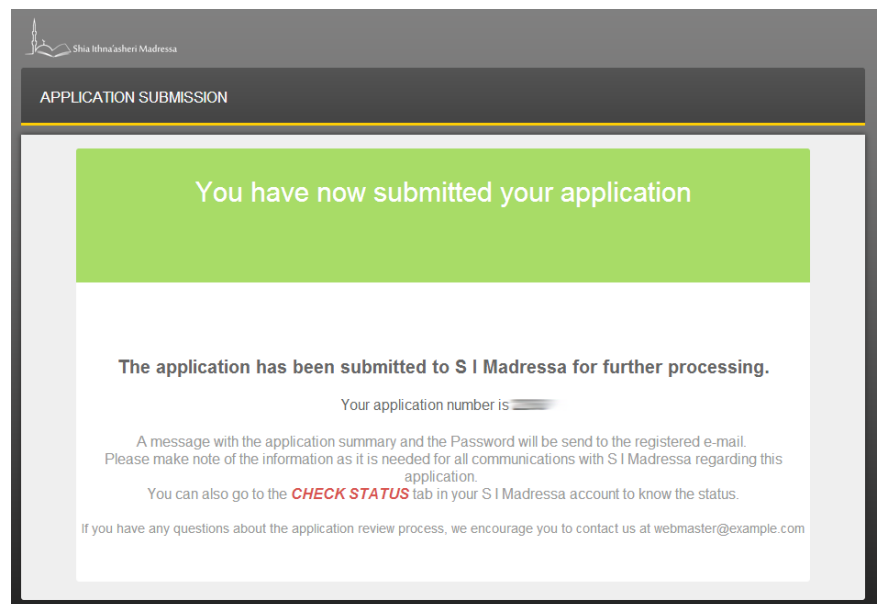 Shia Ithna'asheri Madressa
APPLICATION SUBMISSION
You have now submitted your application
The application has been submitted to S I Madressa for further processing.
Your application number is
A message with the application summary and the Password will be send to the registered e-mail.
Please make note of the information as it is needed for all communications with S I Madressa regarding this
application.
You can also go to the CHECK STATUS tab in your S I Madressa account to know the status.
If you have any questions about the application review process, we encourage you to contact us at webmaster@example.com